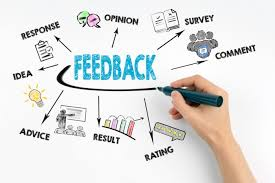 OPINION
SURVEY
RESPONSE
COMMENT
IDEA
FEEDBACK
ADVICE
RESULT
RATING